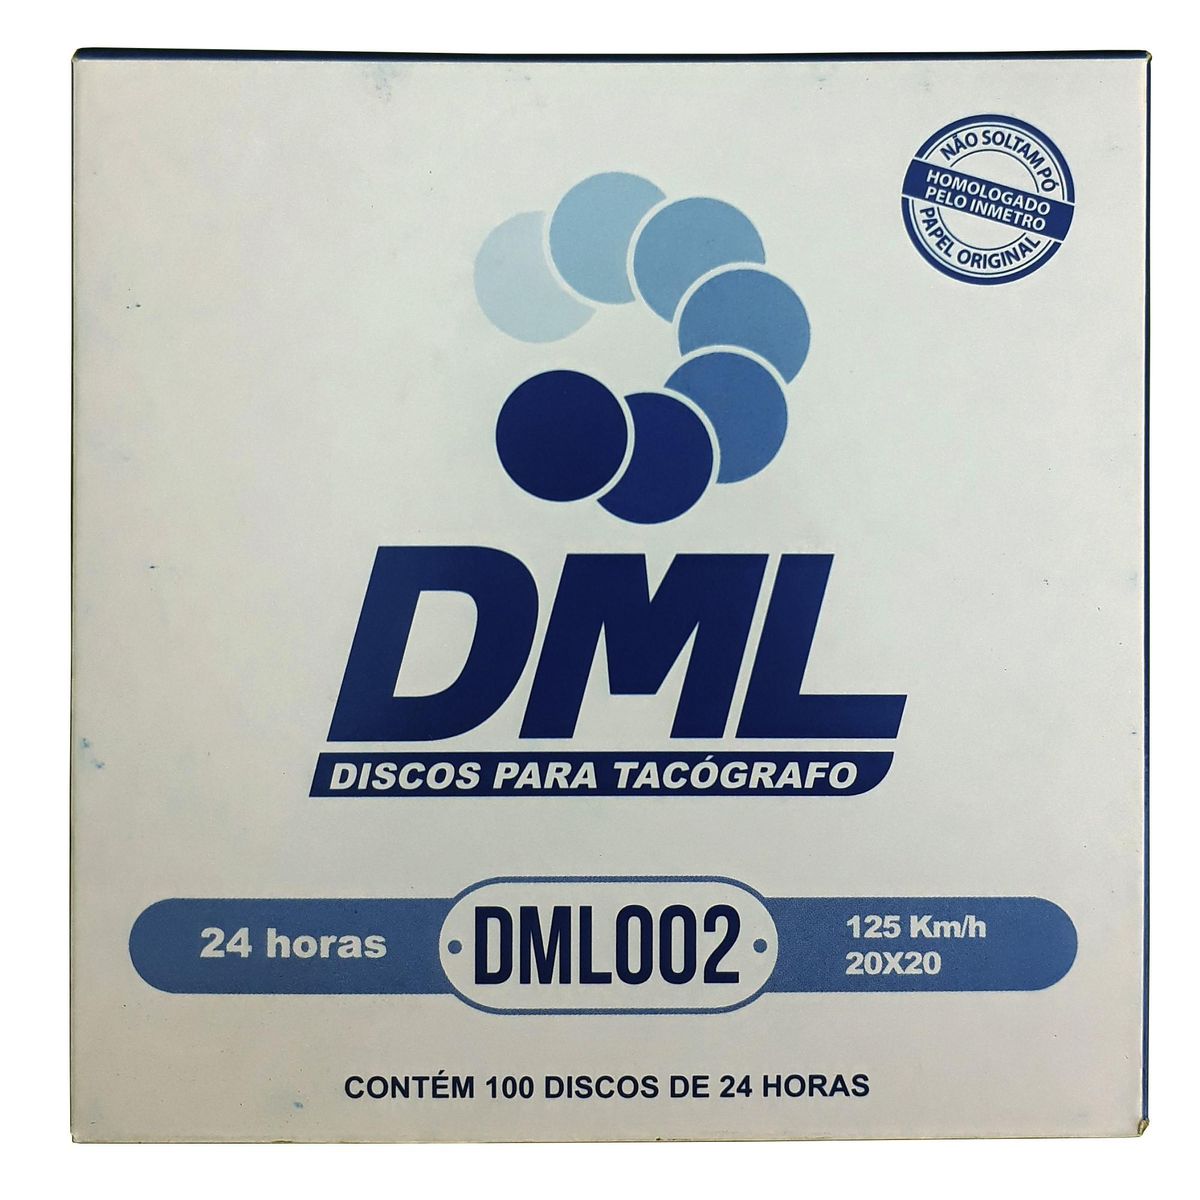 NÃO SOLTAM PÓ
HOMOLOGADO
PELO INMETRO
PAPEL ORIGINAL
DML
DISCOS PARA TACÓGRAFO
24 horas
DML002
125 Km/h
20X20
CONTÉM 100 DISCOS DE 24 HORAS